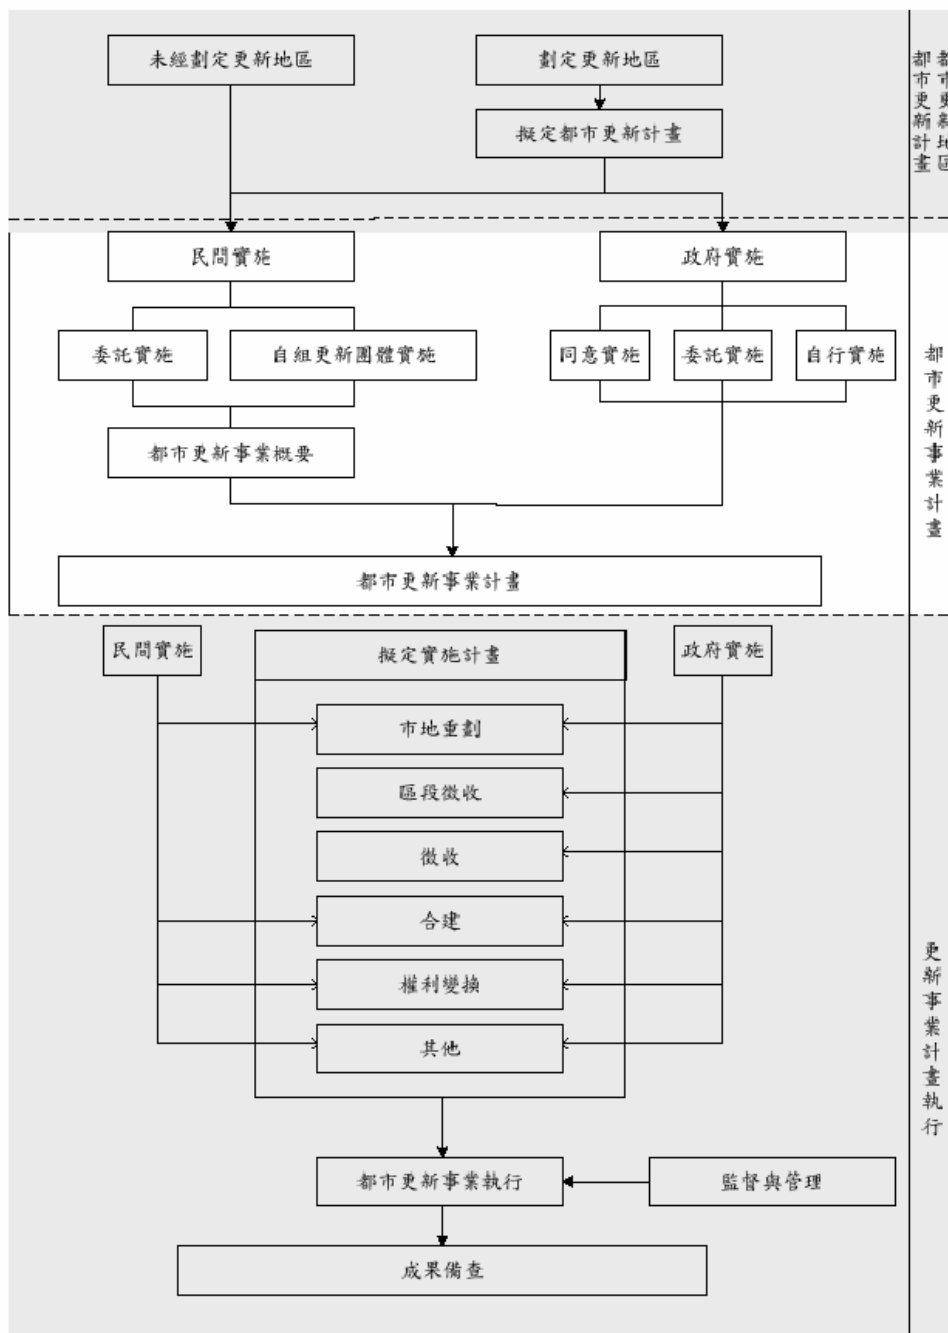 未經劃定更新地區
劃定更新地區
擬定都市更新計畫
都市更新地區
都市更新計畫
民間實施
政府實施
委託實施
自組更新團體實施
同意實施
委託實施
自行實施
都市更新事業概要
都市更新事業計畫
都市更新事業計畫
民間實施
擬定實施計畫
政府實施
市地重劃
區段徵收
徵收
合建
權利變換
其他
更新事業計畫執行
都市更新事業執行
監督與管理
成果備查